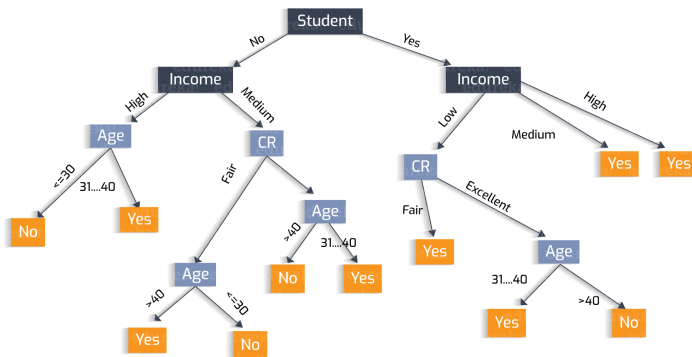 Student
No
Yes
Income
Income
High
Medium
Low
Medium
High
Age
CR
CR
Yes
Yes
<=30
31....40
Fair
Fair
Excellent
No
Yes
Age
>40
31....40
Yes
Age
Age
No
Yes
31....40
>40
>40
<=30
Yes
No
Yes
No